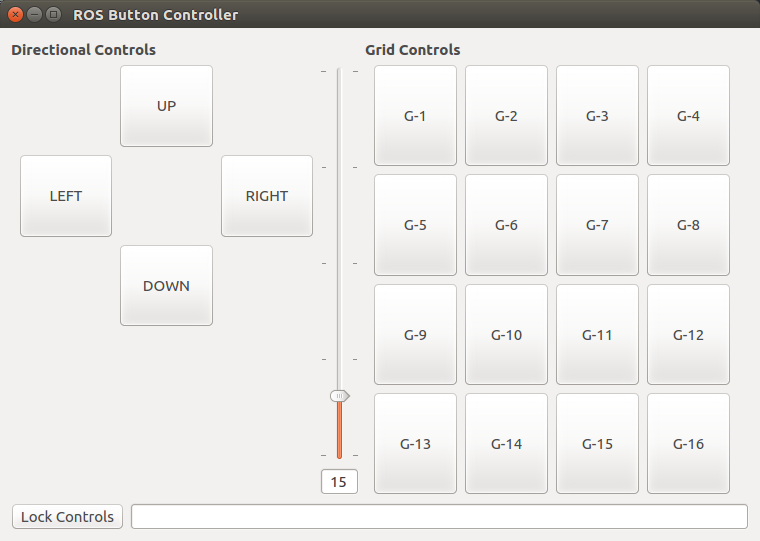 ROS Button Controller
Directional Controls
Grid Controls
UP
LEFT
RIGHT
DOWN
15
G-1 G-2 G-3 G-4
G-5 G-6 G-7 G-8
G-9 G-10 G-11 G-12
G-13 G-14 G-15 G-16
Lock Controls